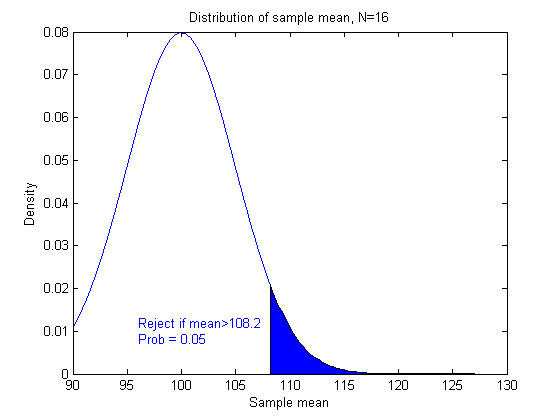 Distribution of sample mean, N=16
0.08
0.07
0.06
0.05
0.04
0.03
0.02
0.01
0
Density
Reject if mean>108.2
Prob = 0.05
90 95 100 105 110 115 120 125 130
Sample mean